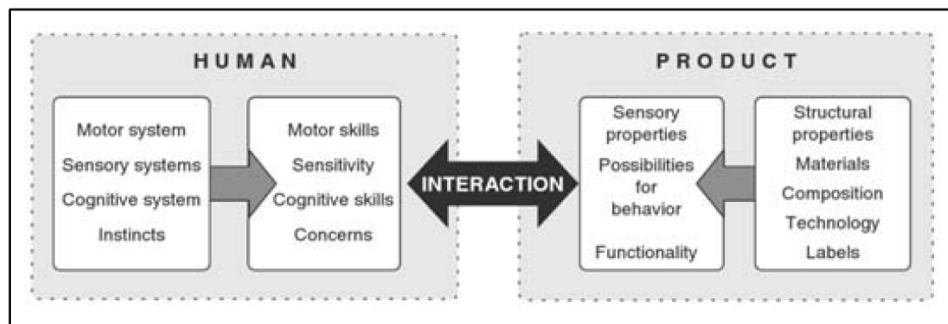 HUMAN
Motor system
Sensory systems
Cognitive system
Instincts
Motor skills
Sensitivity
Cognitive skills
Concerns
INTERACTION
PRODUCT
Sensory
properties
Possibilities
for
behavior
Functionality
Structural
properties
Materials
Composition
Technology
Labels